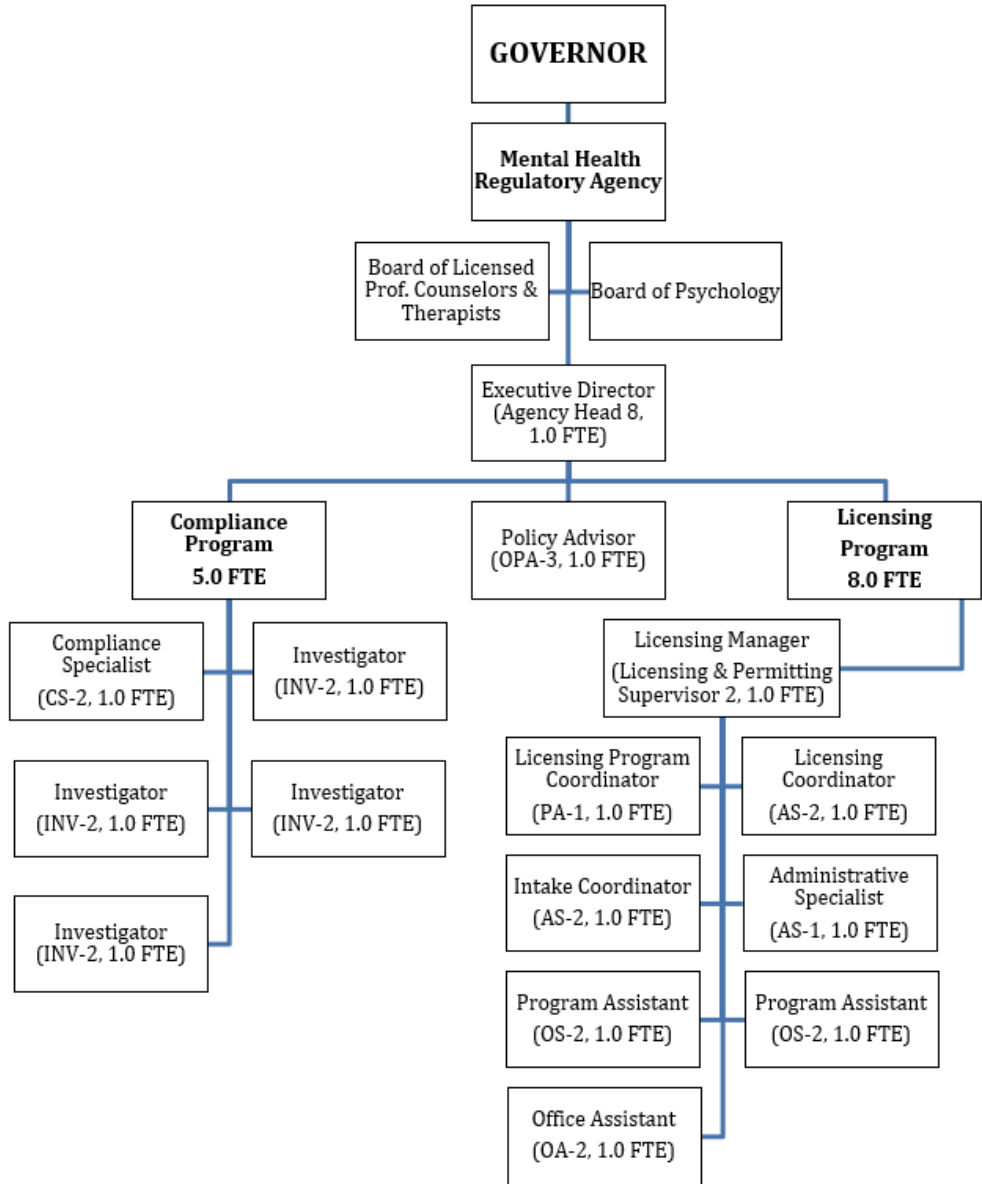 GOVERNOR
Mental Health
Regulatory Agency
Board of Licensed
Prof. Counselors &
Therapists
Board of Psychology
Executive Director
(Agency Head 8,
1.0 FTE)
Compliance
Program
5.0 FTE
Policy Advisor
(OPA-3, 1.0 FTE)
Licensing
Program
8.0 FTE
Compliance
Specialist
(CS-2, 1.0 FTE)
Investigator
(INV-2, 1.0 FTE)
Investigator
(INV-2, 1.0 FTE)
Investigator
(INV-2, 1.0 FTE)
Investigator
(INV-2, 1.0 FTE)
Licensing Manager
(Licensing & Permitting
Supervisor 2, 1.0 FTE)
Licensing Program
Coordinator
(PA-1, 1.0 FTE)
Licensing
Coordinator
(AS-2, 1.0 FTE)
Intake Coordinator
(AS-2, 1.0 FTE)
Administrative
Specialist
(AS-1, 1.0 FTE)
Program Assistant
(OS-2, 1.0 FTE)
Program Assistant
(OS-2, 1.0 FTE)
Office Assistant
(OA-2, 1.0 FTE)